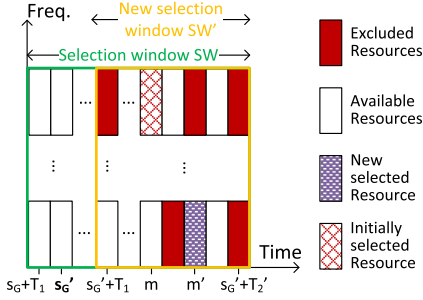 Freq.
New selection
window SW'
Selection window SW
... ...
...
⋮ ⋮ ⋮
... ...
Time
s_G+T_1 s_G' s_G'+T_1 m m' s_G'+T_2'
Excluded
Resources
Available
Resources
New
selected
Resource
Initially
selected
Resource